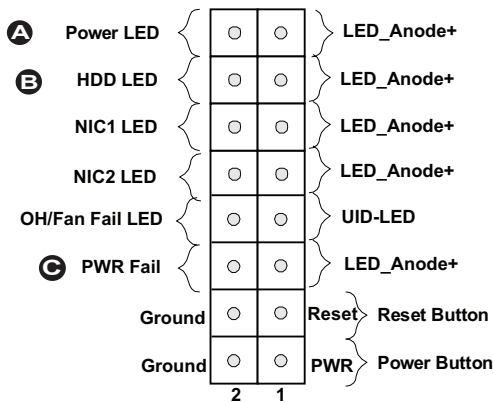 A Power LED LED_Anode+
B HDD LED LED_Anode+
NIC1 LED LED_Anode+
NIC2 LED LED_Anode+
OH/Fan Fail LED UID-LED
C PWR Fail LED_Anode+
Ground Reset Reset Button
Ground PWR Power Button
2 1